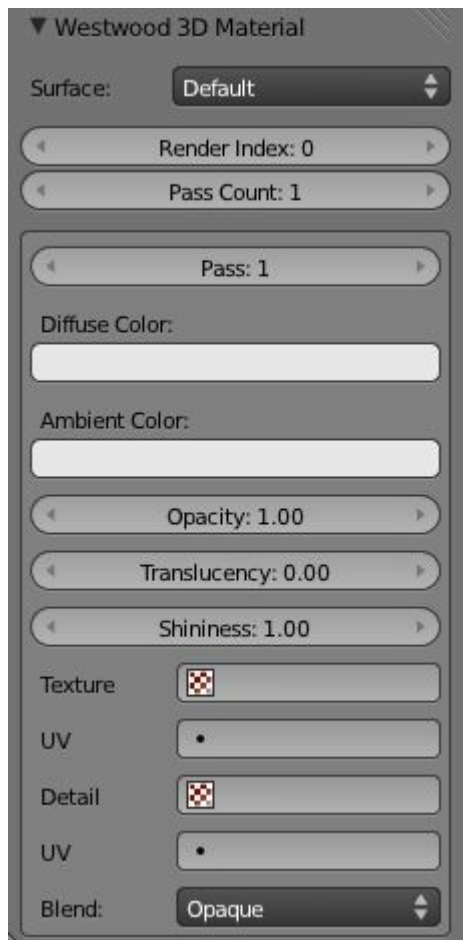 Westwood 3D Material
Surface: Default
Render Index: 0
Pass Count: 1
Pass: 1
Diffuse Color:
Ambient Color:
Opacity: 1.00
Translucency: 0.00
Shininess: 1.00
Texture
UV
Detail
UV
Blend: Opaque